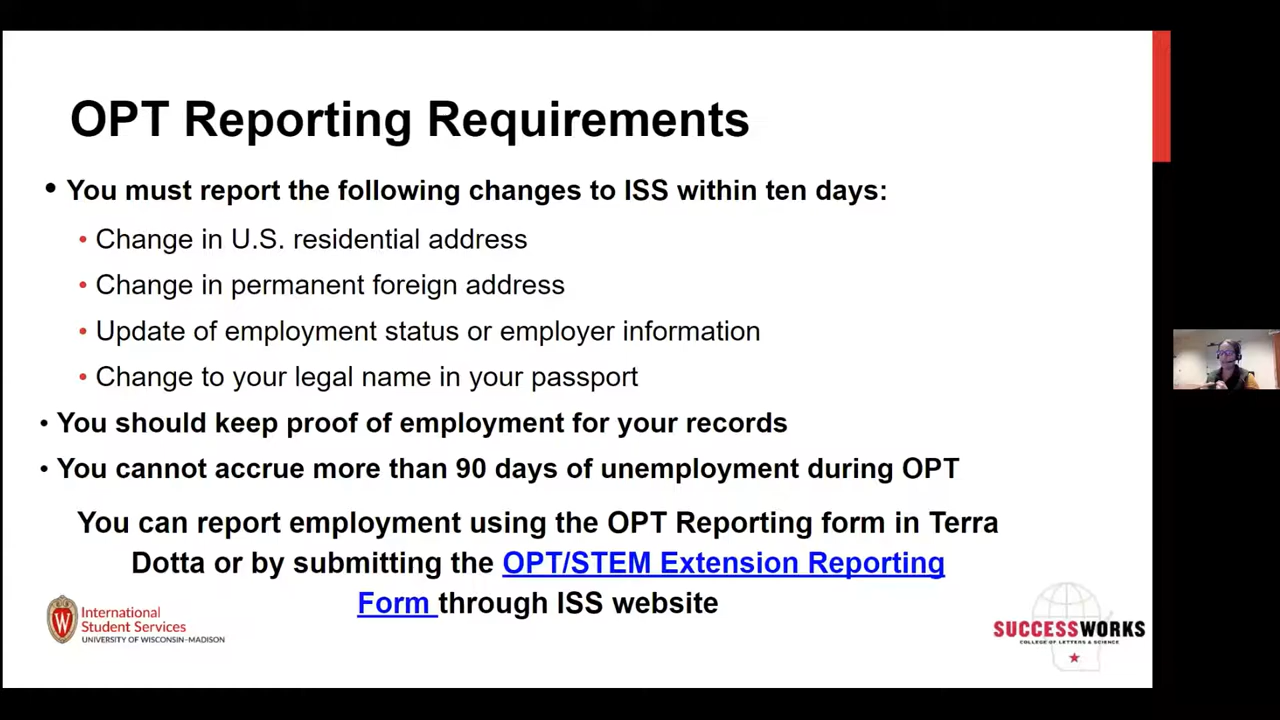 OPT Reporting Requirements
• You must report the following changes to ISS within ten days:
• Change in U.S. residential address
• Change in permanent foreign address
• Update of employment status or employer information
• Change to your legal name in your passport
• You should keep proof of employment for your records
• You cannot accrue more than 90 days of unemployment during OPT
You can report employment using the OPT Reporting form in Terra
Dotta or by submitting the OPT/STEM Extension Reporting
Form through ISS website
W
International
Student Services
UNIVERSITY OF WISCONSIN–MADISON
SUCCESSWORKS
COLLEGE OF LETTERS & SCIENCE